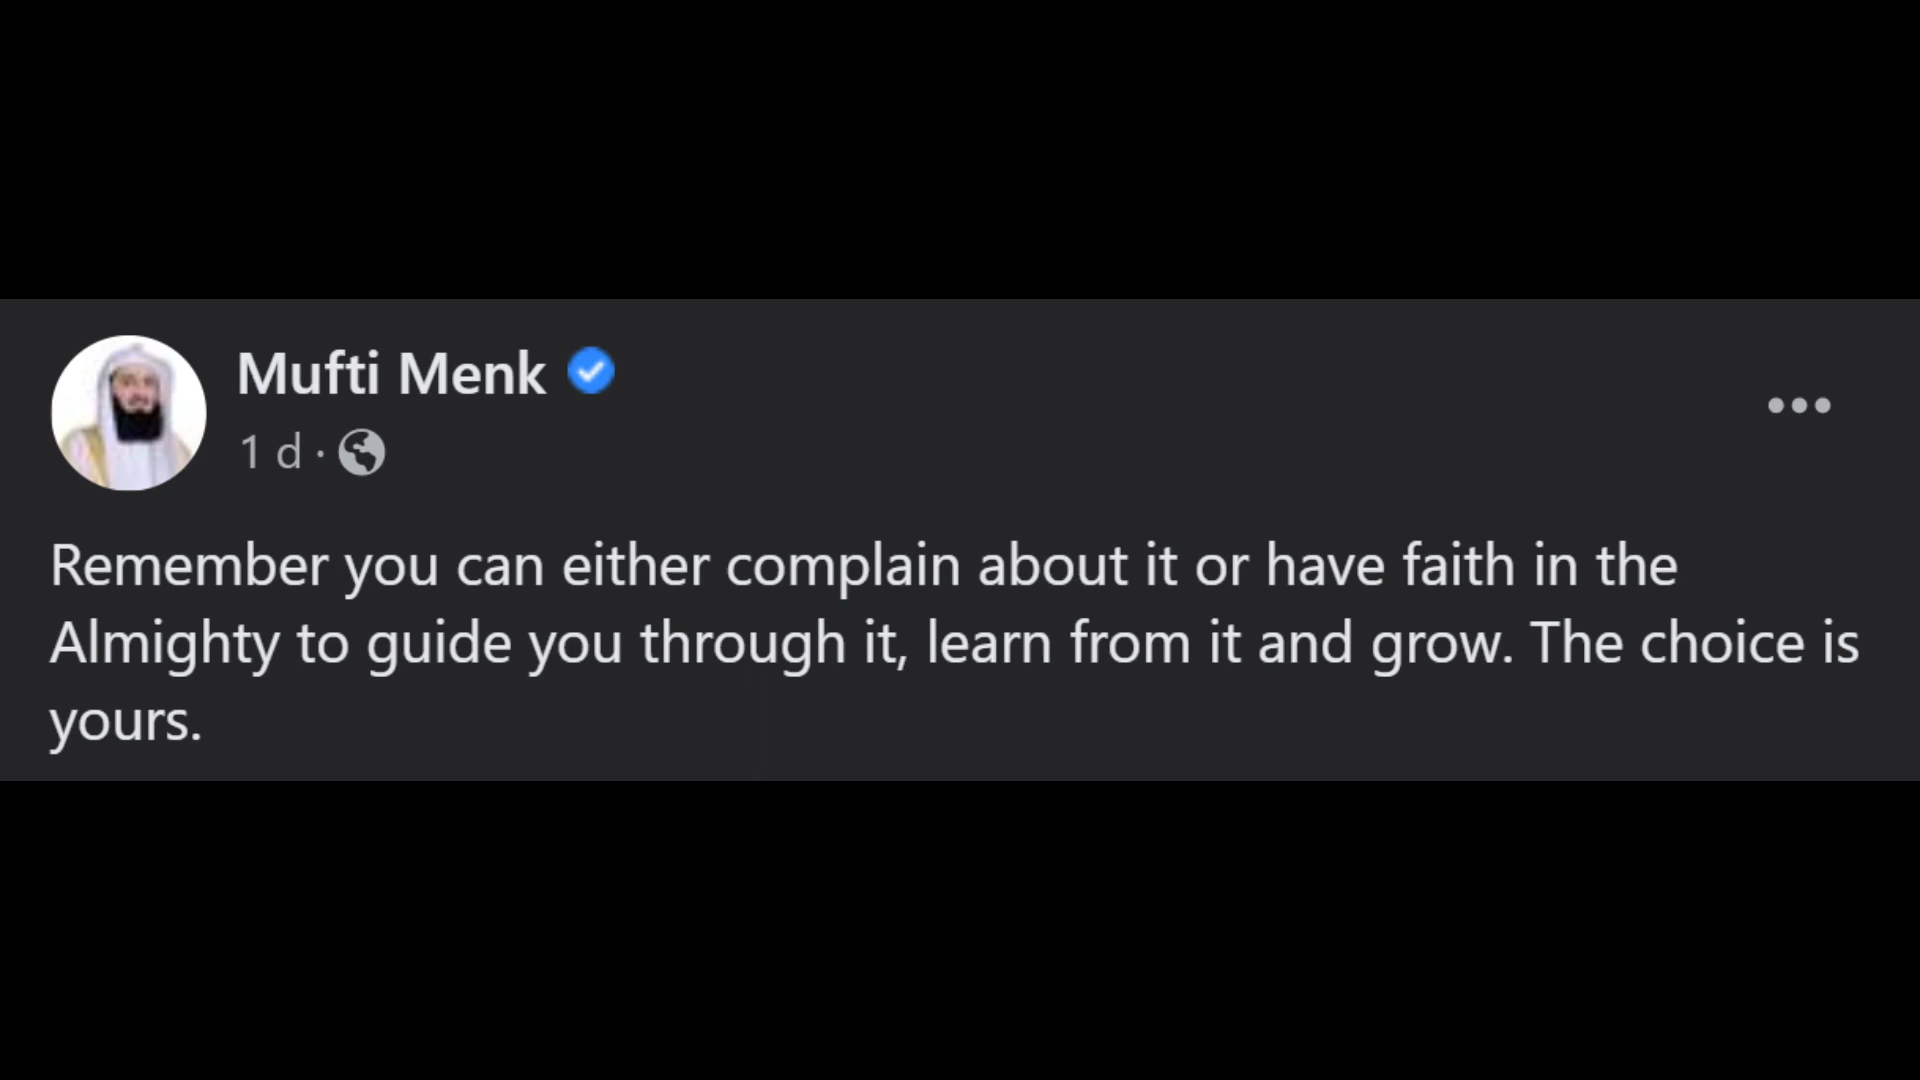 Mufti Menk
1 d ·
Remember you can either complain about it or have faith in the
Almighty to guide you through it, learn from it and grow. The choice is
yours.